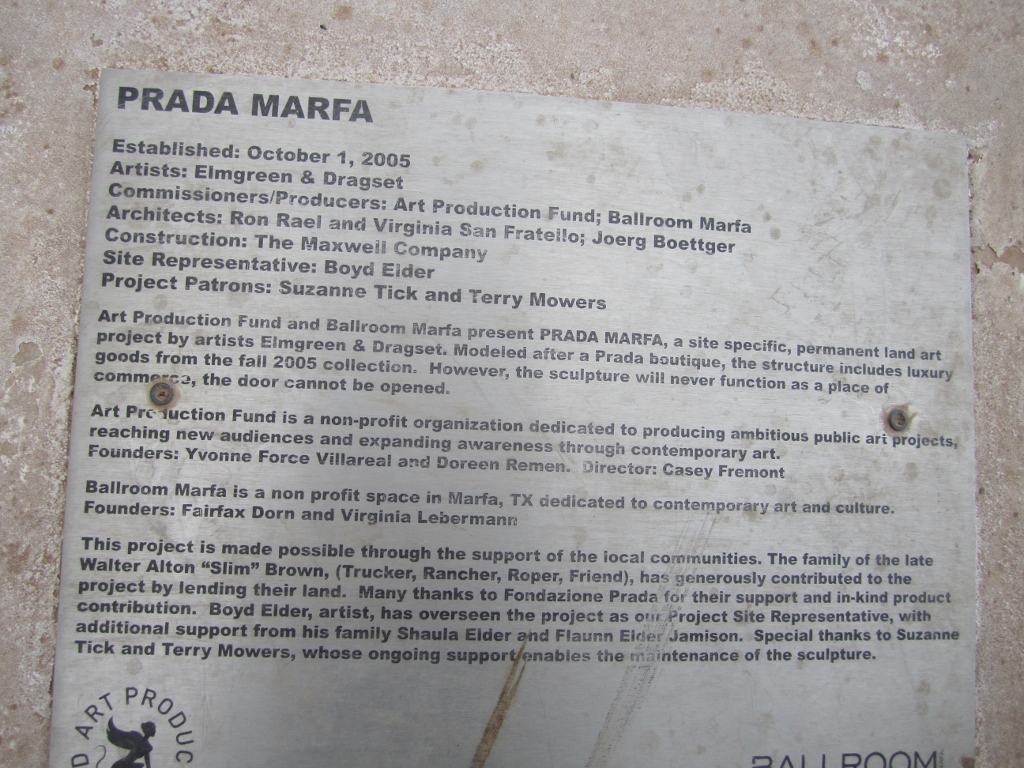 PRADA MARFA
Established: October 1, 2005
Artists: Elmgreen & Dragset
Commissioners/Producers: Art Production Fund; Ballroom Marfa
Architects: Ron Rael and Virginia San Fratello; Joerg Boettger
Construction: The Maxwell Company
Site Representative: Boyd Elder
Project Patrons: Suzanne Tick and Terry Mowers
Art Production Fund and Ballroom Marfa present PRADA MARFA, a site specific, permanent land art
project by artists Elmgreen & Dragset. Modeled after a Prada boutique, the structure includes luxury
goods from the fall 2005 collection. However, the sculpture will never function as a place of
commerce, the door cannot be opened.
Art Production Fund is a non-profit organization dedicated to producing ambitious public art projects,
reaching new audiences and expanding awareness through contemporary art.
Founders: Yvonne Force Villareal and Doreen Remen. Director: Casey Fremont
Ballroom Marfa is a non profit space in Marfa, TX dedicated to contemporary art and culture.
Founders: Fairfax Dorn and Virginia Lebermann
This project is made possible through the support of the local communities. The family of the late
Walter Alton “Slim” Brown, (Trucker, Rancher, Roper, Friend), has generously contributed to the
project by lending their land. Many thanks to Fondazione Prada for their support and in-kind product
contribution. Boyd Elder, artist, has overseen the project as our Project Site Representative, with
additional support from his family Shaula Elder and Flaunn Elder Jamison. Special thanks to Suzanne
Tick and Terry Mowers, whose ongoing support enables the maintenance of the sculpture.
D ART PRODUC
BALLROOM